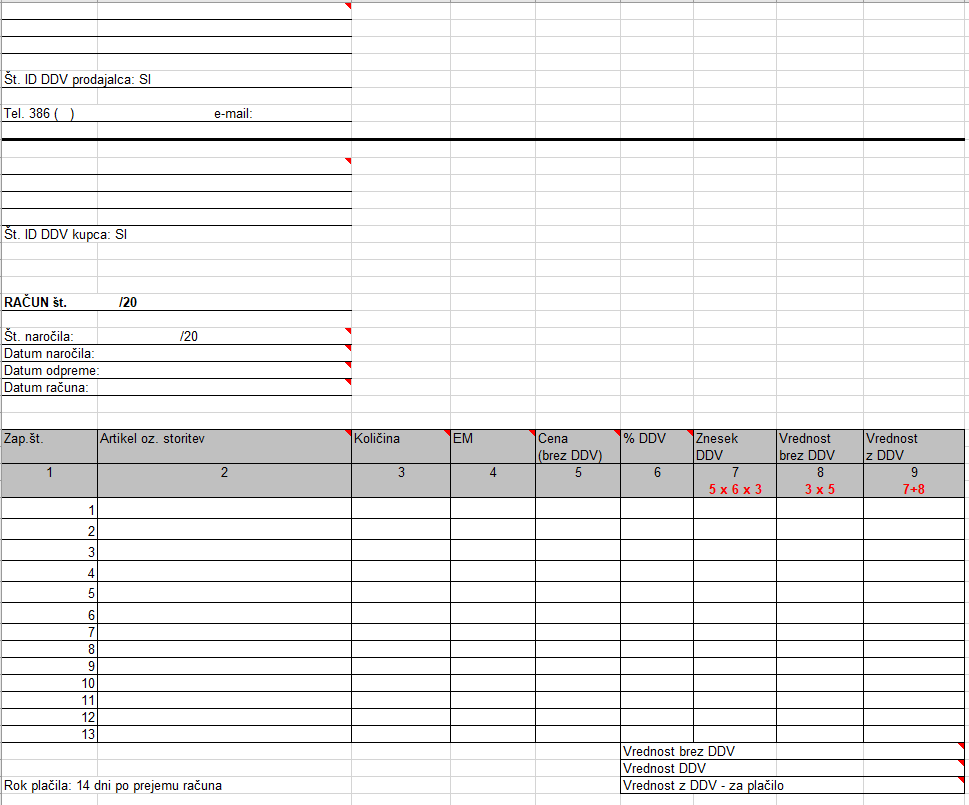 Št. ID DDV prodajalca: SI
Tel. 386 (   ) e-mail:
Št. ID DDV kupca: SI
RAČUN št. /20
Št. naročila: /20
Datum naročila:
Datum odpreme:
Datum računa:
Zap.št. Artikel oz. storitev Količina EM Cena % DDV Znesek Vrednost Vrednost
(brez DDV) DDV brez DDV z DDV
1 2 3 4 5 6 7 8 9
5 x 6 x 3 3 x 5 7+8
1
2
3
4
5
6
7
8
9
10
11
12
13
Vrednost brez DDV
Vrednost DDV
Rok plačila: 14 dni po prejemu računa Vrednost z DDV - za plačilo